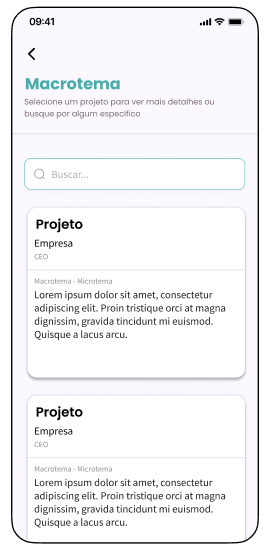 09:41
Macrotema
Selecione um projeto para ver mais detalhes ou
busque por algum específico
Buscar...
Projeto
Empresa
CEO
Macrotema - Microtema
Lorem ipsum dolor sit amet, consectetur
adipiscing elit. Proin tristique orci at magna
dignissim, gravida tincidunt mi euismod.
Quisque a lacus arcu.
Projeto
Empresa
CEO
Macrotema - Microtema
Lorem ipsum dolor sit amet, consectetur
adipiscing elit. Proin tristique orci at magna
dignissim, gravida tincidunt mi euismod.
Quisque a lacus arcu.